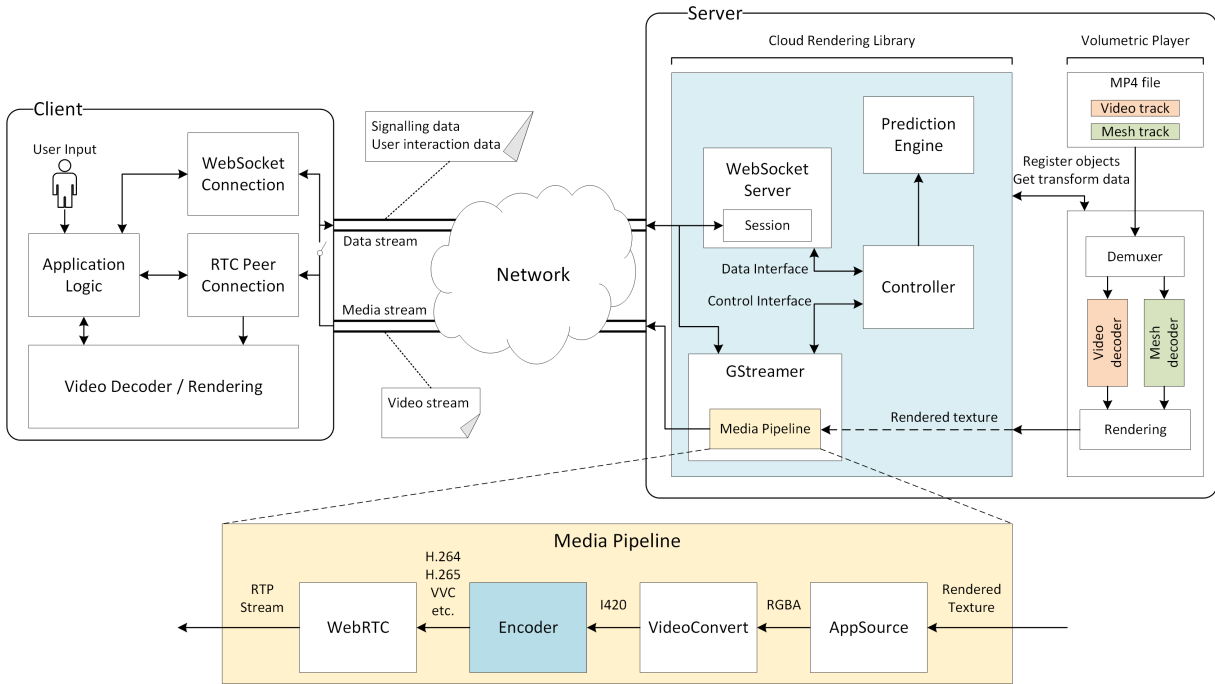 Server
Cloud Rendering Library
Volumetric Player
MP4 file
Video track
Mesh track
Client
User Input
WebSocket
Connection
Application
Logic
RTC Peer
Connection
Video Decoder / Rendering
Signalling data
User interaction data
Data stream
Network
Media stream
Video stream
Prediction
Engine
WebSocket
Server
Session
Data Interface
Control Interface
Controller
GStreamer
Media Pipeline
Register objects
Get transform data
Demuxer
Video
decoder
Mesh
decoder
Rendering
Rendered texture
Media Pipeline
RTP
Stream
WebRTC
H.264
H.265
VVC
etc.
Encoder
I420
VideoConvert
RGBA
AppSource
Rendered
Texture